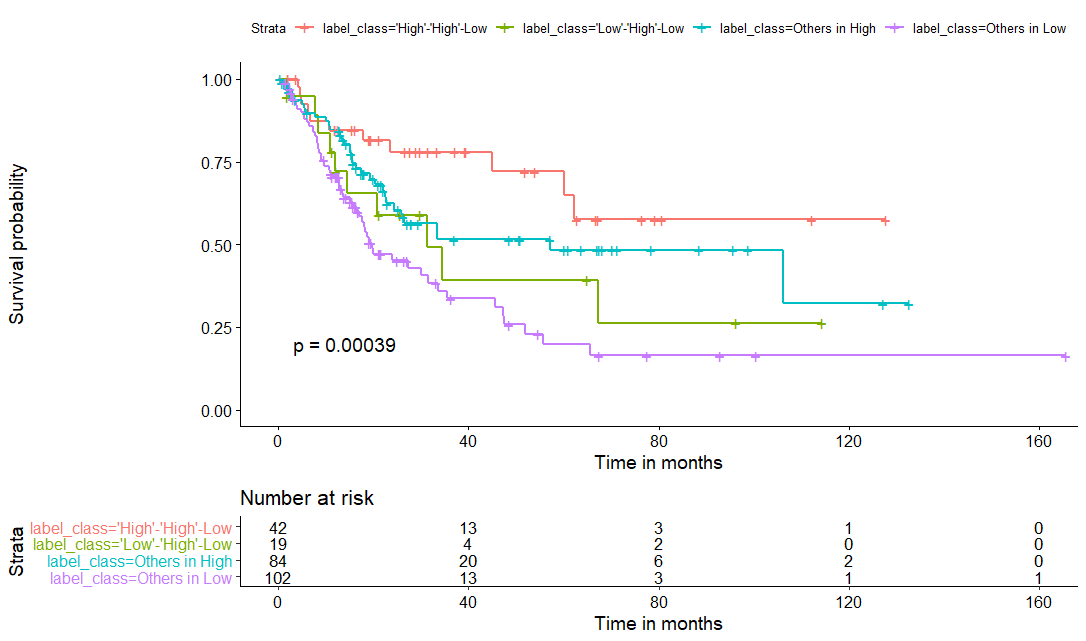 Strata label_class='High'-'High'-Low label_class='Low'-'High'-Low label_class=Others in High label_class=Others in Low
Survival probability
1.00
0.75
0.50
0.25
0.00
p = 0.00039
0 40 80 120 160
Time in months
Number at risk
Strata
label_class='High'-'High'-Low 42 13 3 1 0
label_class='Low'-'High'-Low 19 4 2 0 0
label_class=Others in High 84 20 6 2 0
label_class=Others in Low 102 13 3 1 1
0 40 80 120 160
Time in months